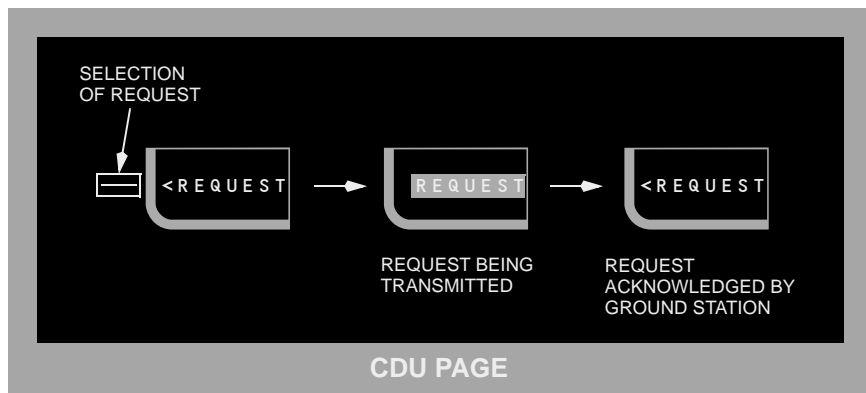 SELECTION
OF REQUEST
<REQUEST
REQUEST
<REQUEST
REQUEST BEING
TRANSMITTED
REQUEST
ACKNOWLEDGED BY
GROUND STATION
CDU PAGE